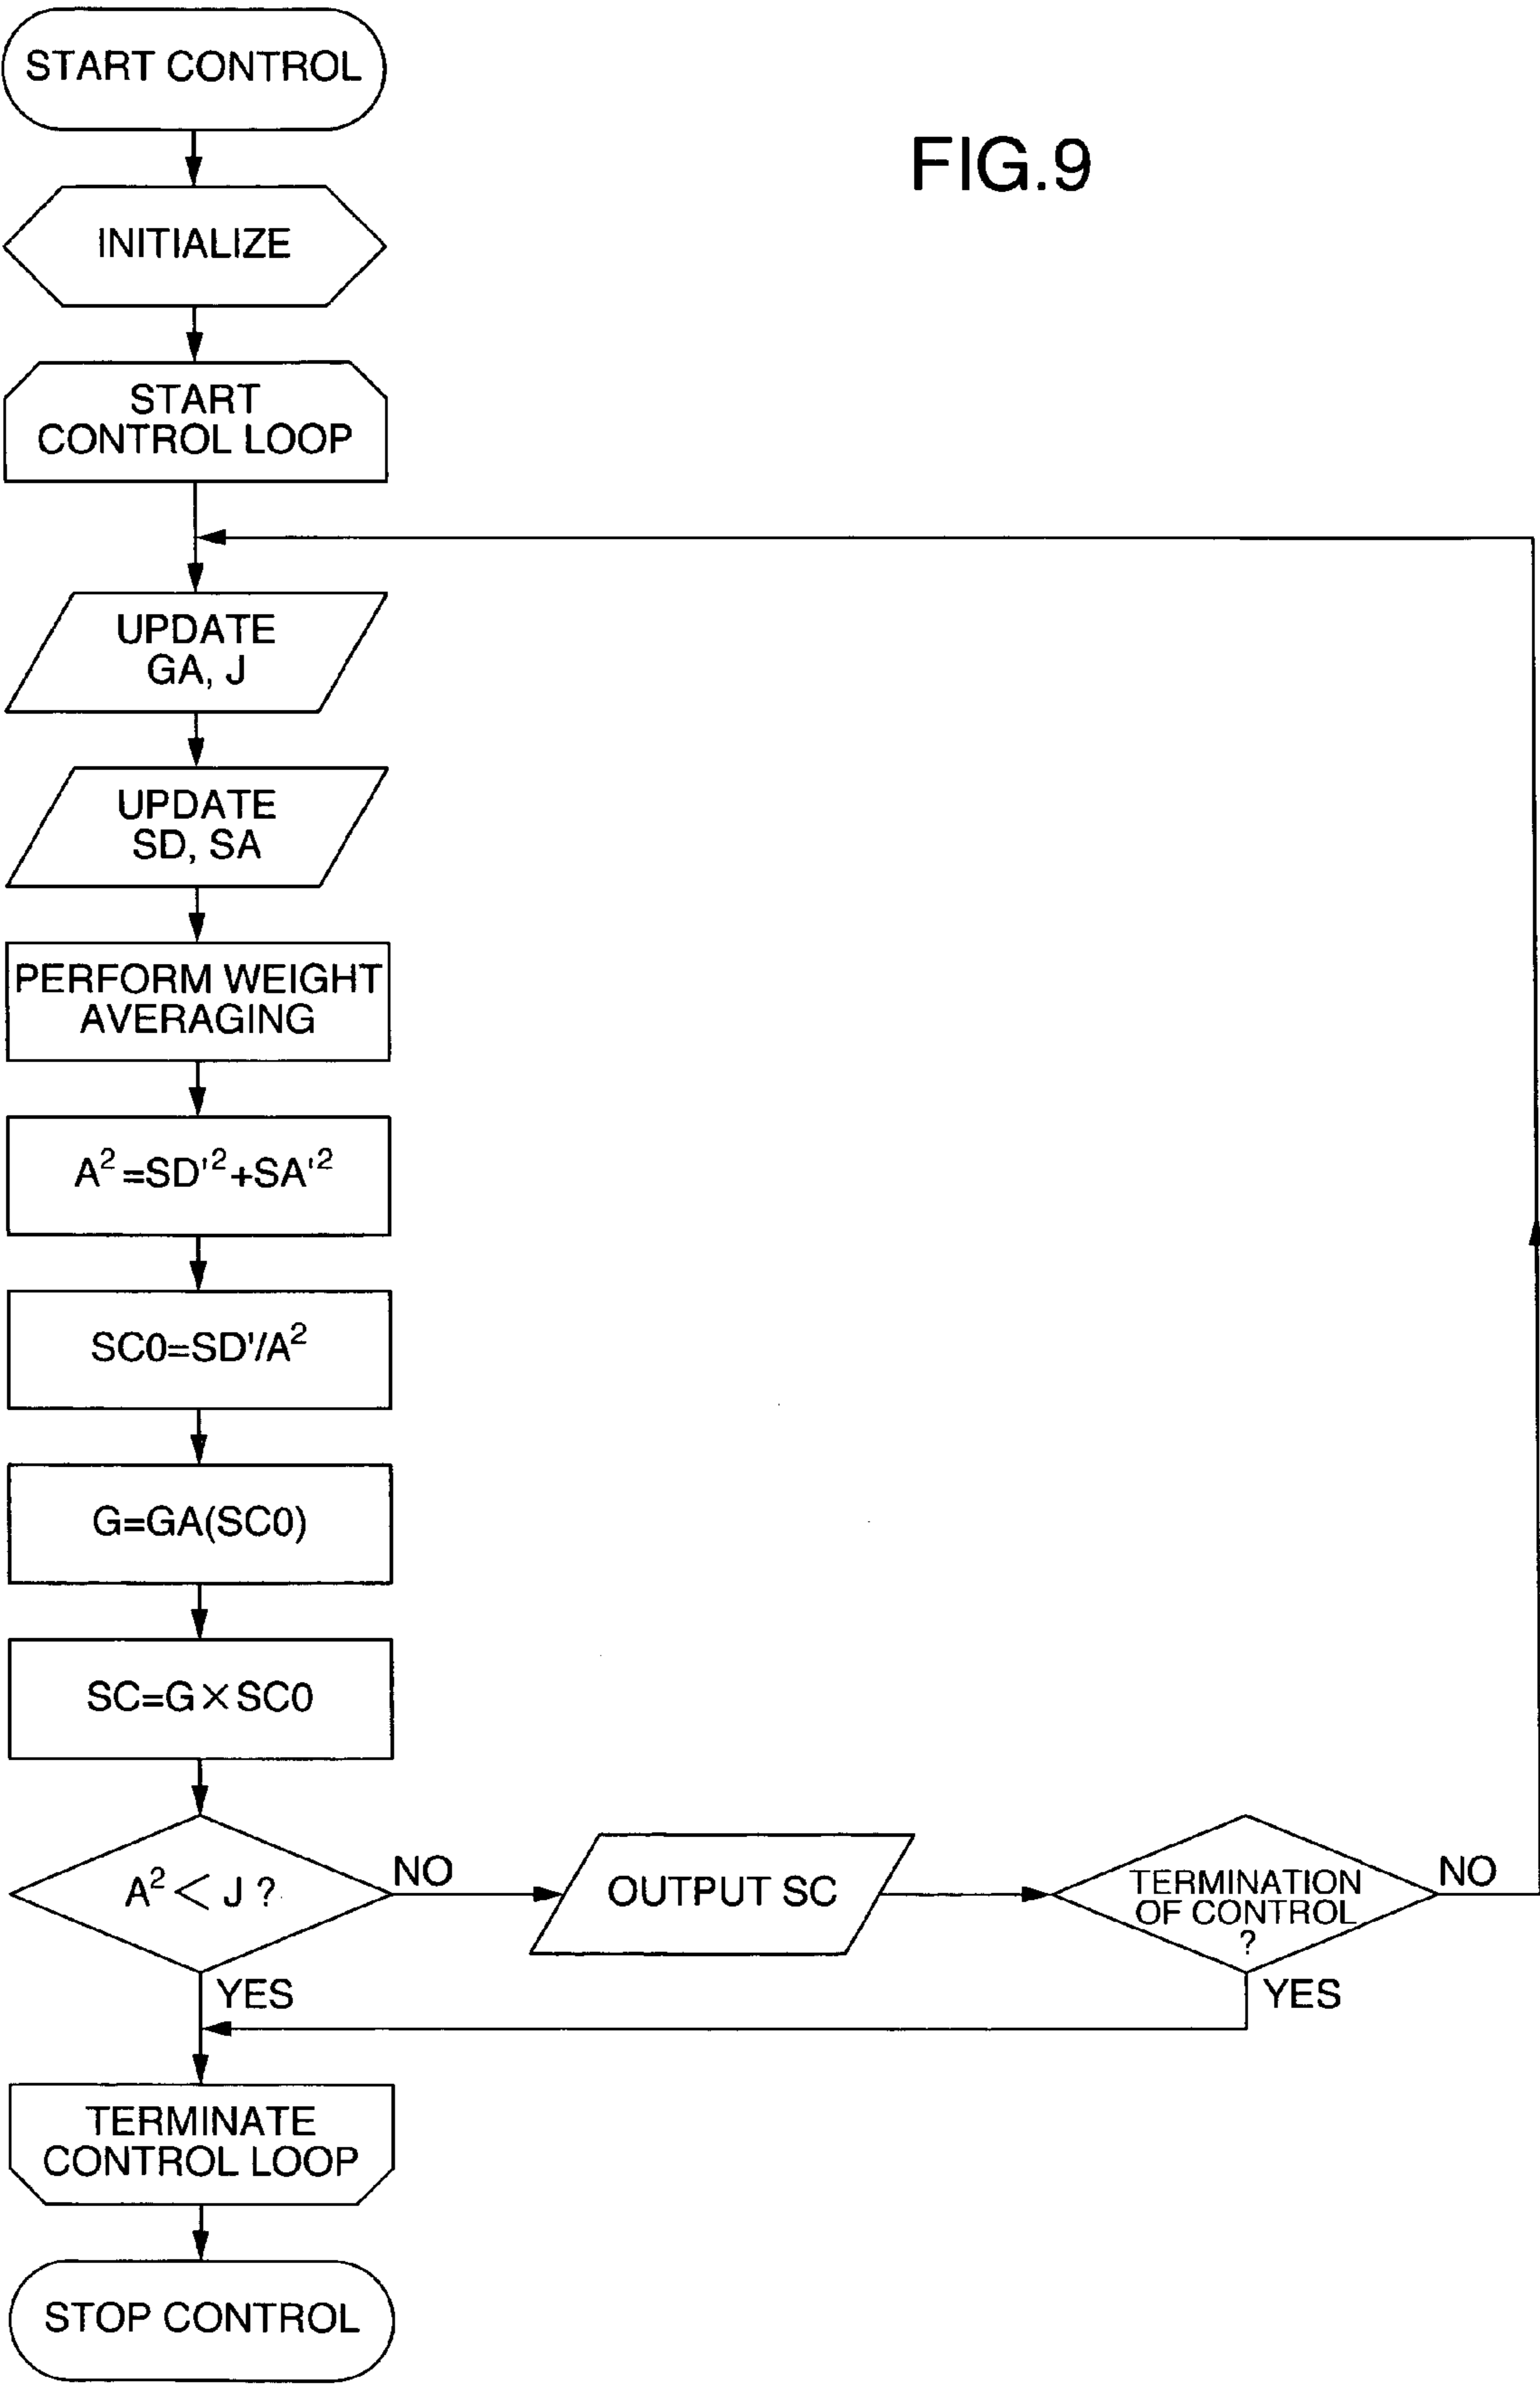 START CONTROL
FIG.9
INITIALIZE
START
CONTROL LOOP
UPDATE
GA, J
UPDATE
SD, SA
PERFORM WEIGHT
AVERAGING
A²=SD'²+SA'²
SC0=SD'/A²
G=GA(SC0)
SC=G×SC0
A²<J ?
NO
OUTPUT SC
TERMINATION
OF CONTROL
?
NO
YES
YES
TERMINATE
CONTROL LOOP
STOP CONTROL